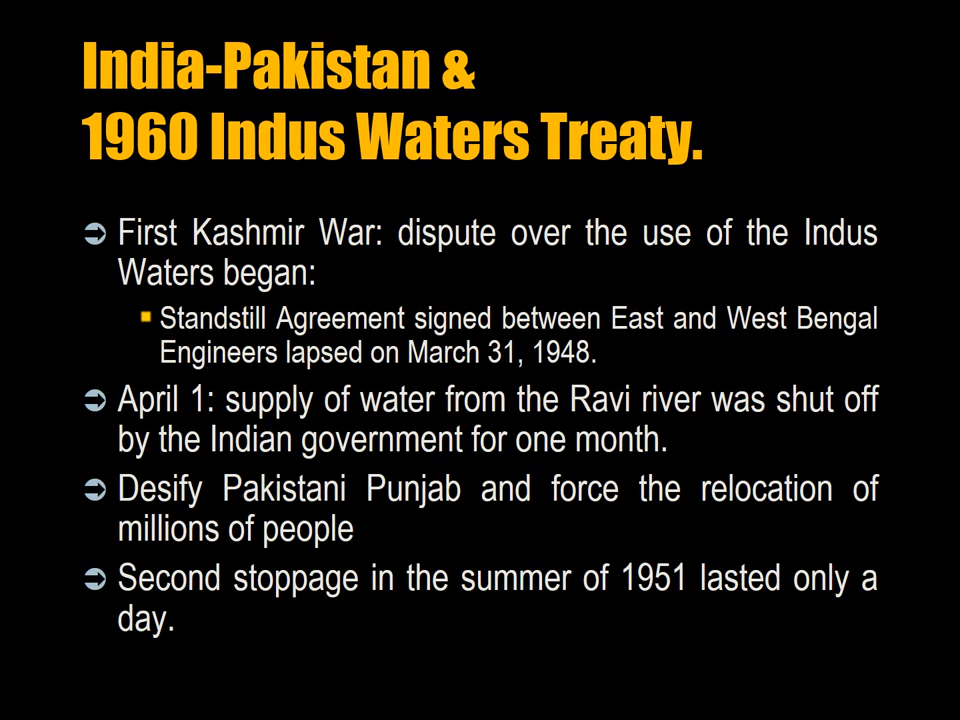 India-Pakistan &
1960 Indus Waters Treaty.
First Kashmir War: dispute over the use of the Indus
Waters began:
Standstill Agreement signed between East and West Bengal
Engineers lapsed on March 31, 1948.
April 1: supply of water from the Ravi river was shut off
by the Indian government for one month.
Desify Pakistani Punjab and force the relocation of
millions of people
Second stoppage in the summer of 1951 lasted only a
day.